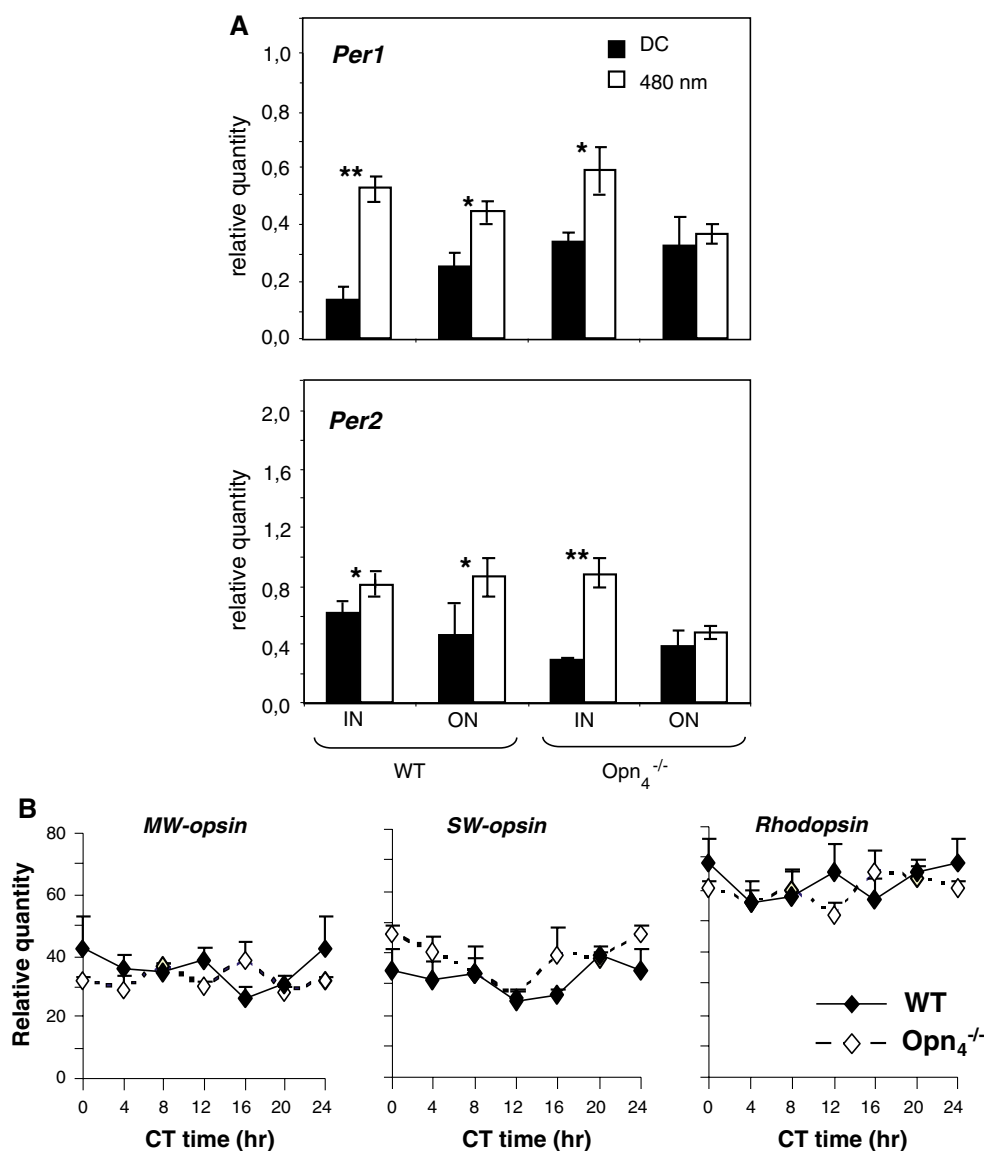 A
Per1
DC
480 nm
1,0
0,8
0,6
0,4
0,2
0,0
relative quantity
**
*
*
Per2
2,0
1,6
1,2
0,8
0,4
0,0
relative quantity
*
*
**
IN ON IN ON
WT Opn4-/-
B
MW-opsin SW-opsin Rhodopsin
80
60
40
20
0
Relative quantity
WT
Opn4-/-
0 4 8 12 16 20 24
CT time (hr)
0 4 8 12 16 20 24
CT time (hr)
0 4 8 12 16 20 24
CT time (hr)